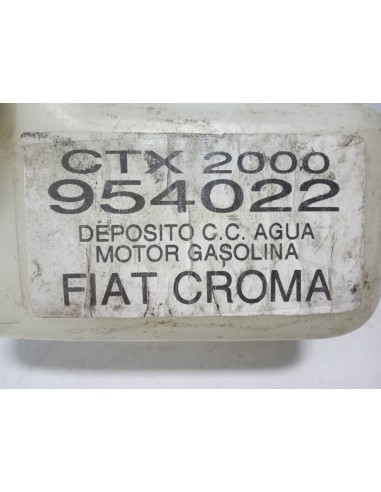 CTX 2000
954022
DEPOSITO C.C. AGUA
MOTOR GASOLINA
FIAT CROMA